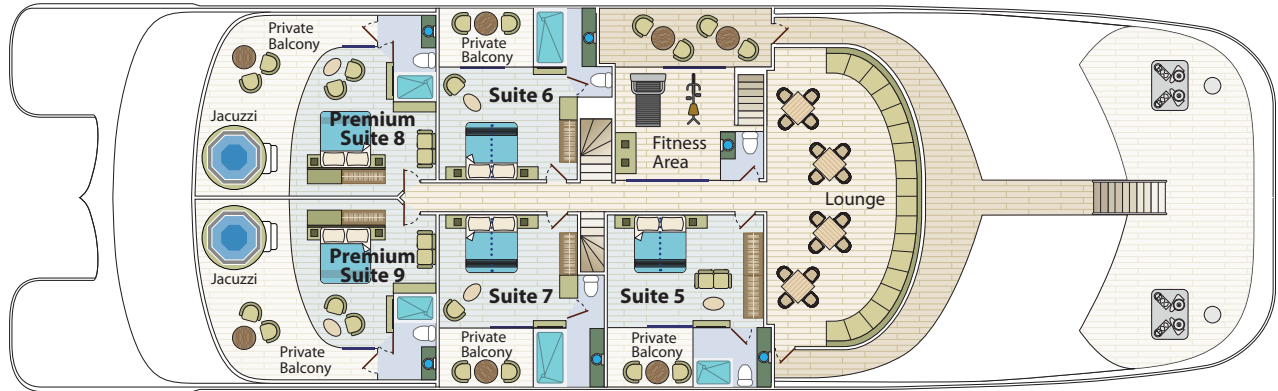 Private
Balcony
Jacuzzi
Premium
Suite 8
Private
Balcony
Suite 6
Fitness
Area
Lounge
Jacuzzi
Premium
Suite 9
Private
Balcony
Suite 7
Private
Balcony
Suite 5
Private
Balcony